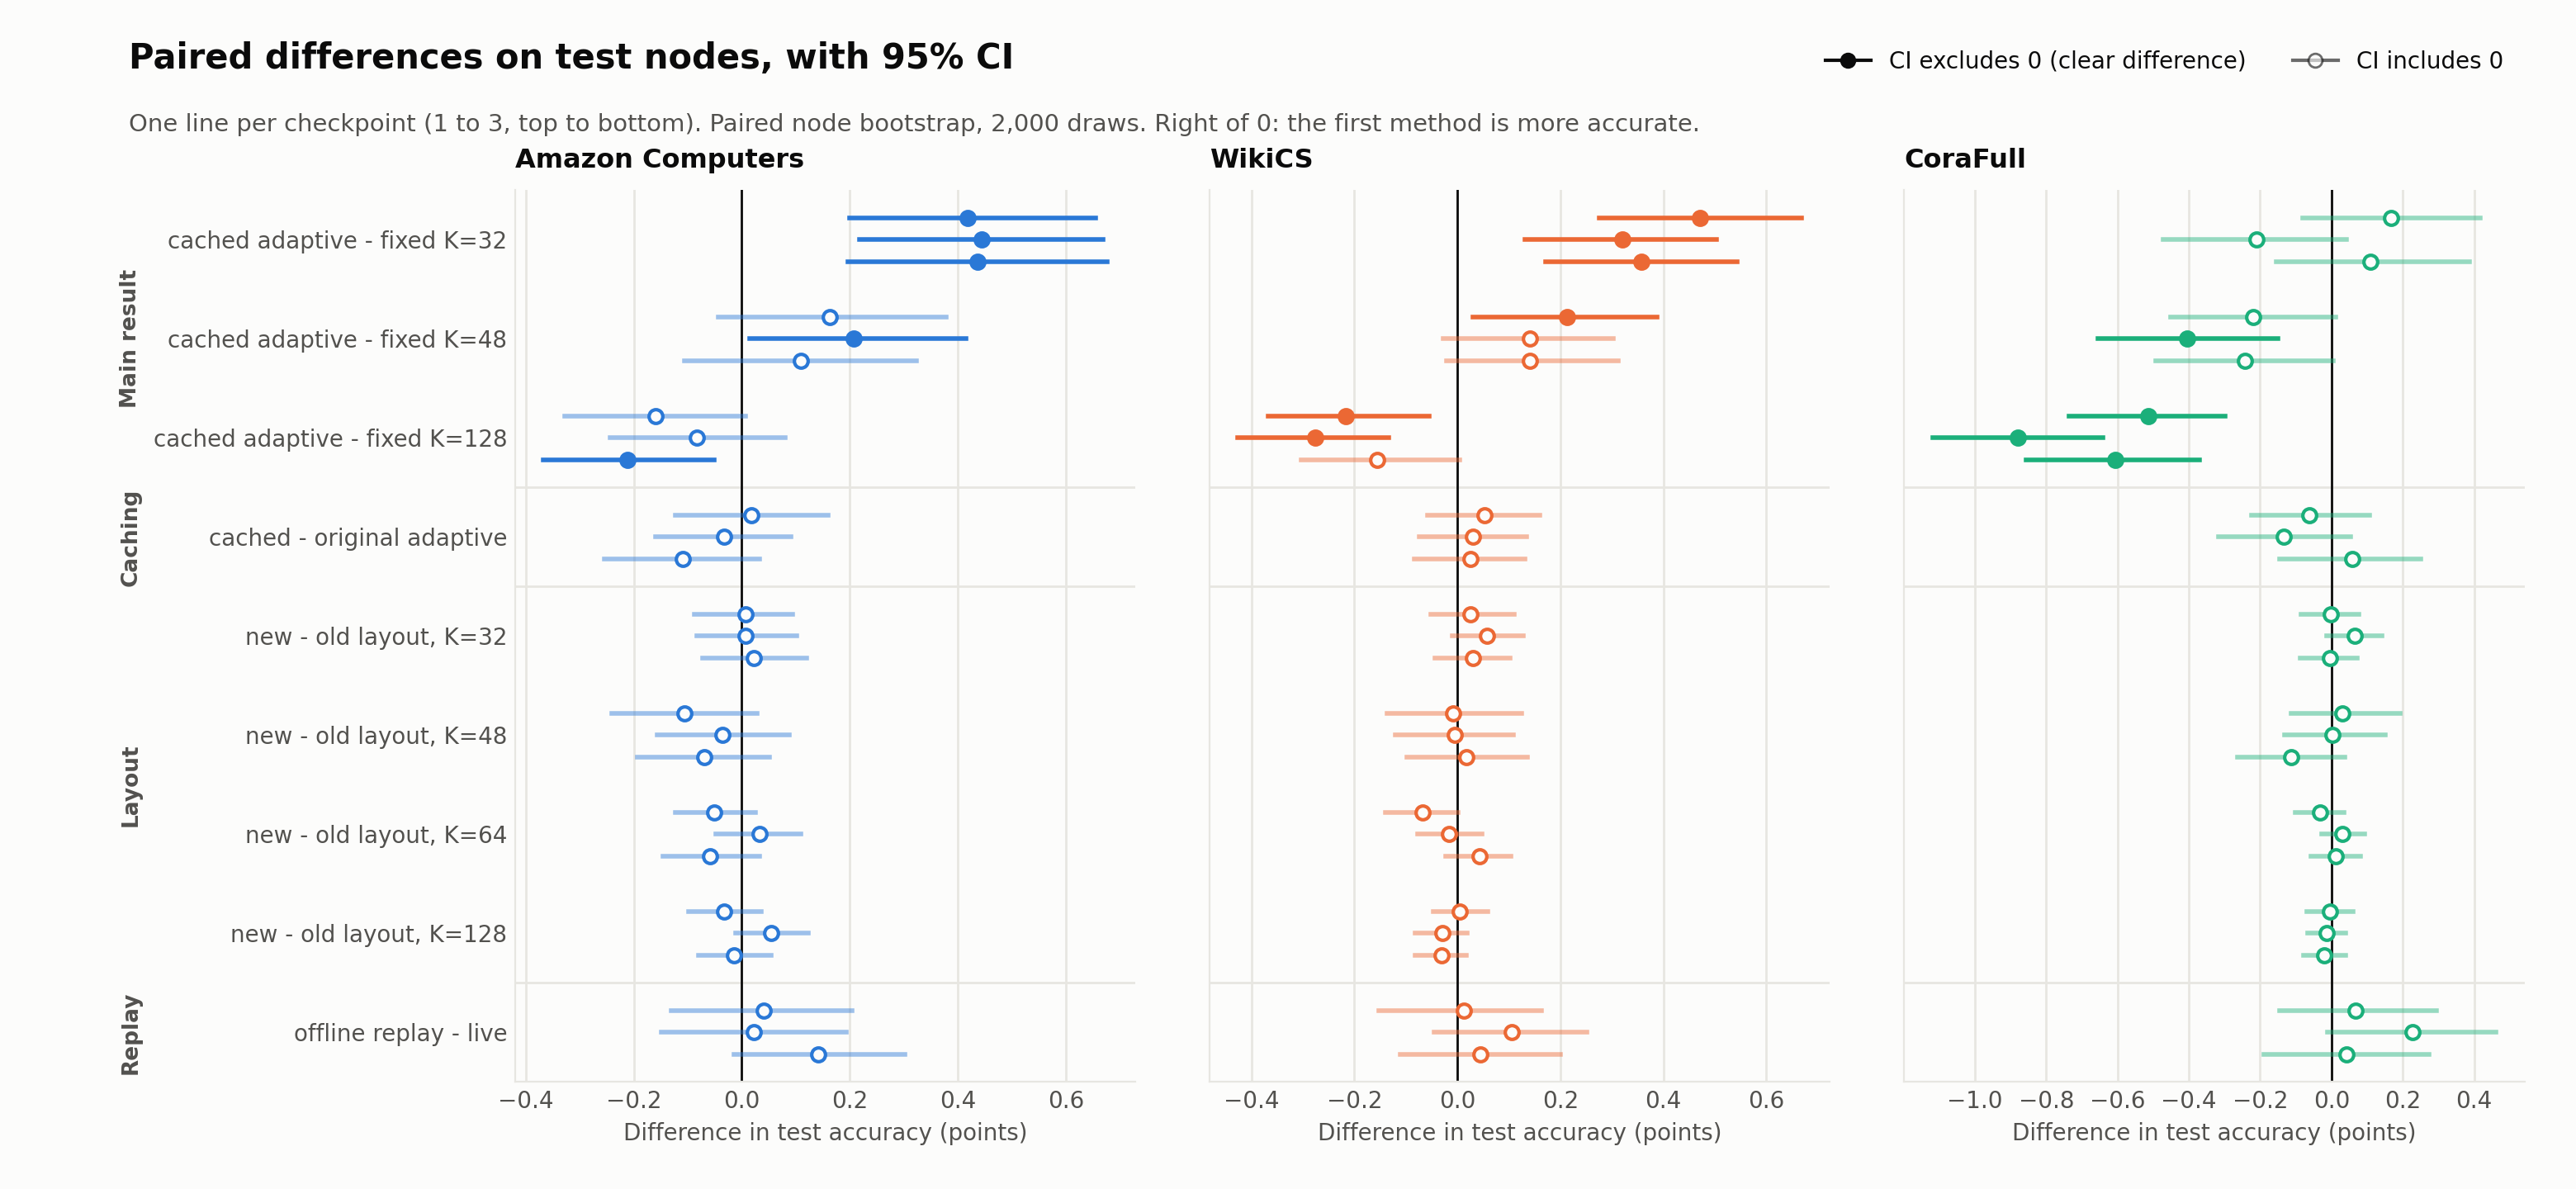 Paired differences on test nodes, with 95% CI
CI excludes 0 (clear difference)
CI includes 0
One line per checkpoint (1 to 3, top to bottom). Paired node bootstrap, 2,000 draws. Right of 0: the first method is more accurate.
Amazon Computers
WikiCS
CoraFull
Main result
cached adaptive - fixed K=32
cached adaptive - fixed K=48
cached adaptive - fixed K=128
Caching
cached - original adaptive
Layout
new - old layout, K=32
new - old layout, K=48
new - old layout, K=64
new - old layout, K=128
Replay
offline replay - live
−0.4 −0.2 0.0 0.2 0.4 0.6
−0.4 −0.2 0.0 0.2 0.4 0.6
−1.0 −0.8 −0.6 −0.4 −0.2 0.0 0.2 0.4
Difference in test accuracy (points)
Difference in test accuracy (points)
Difference in test accuracy (points)